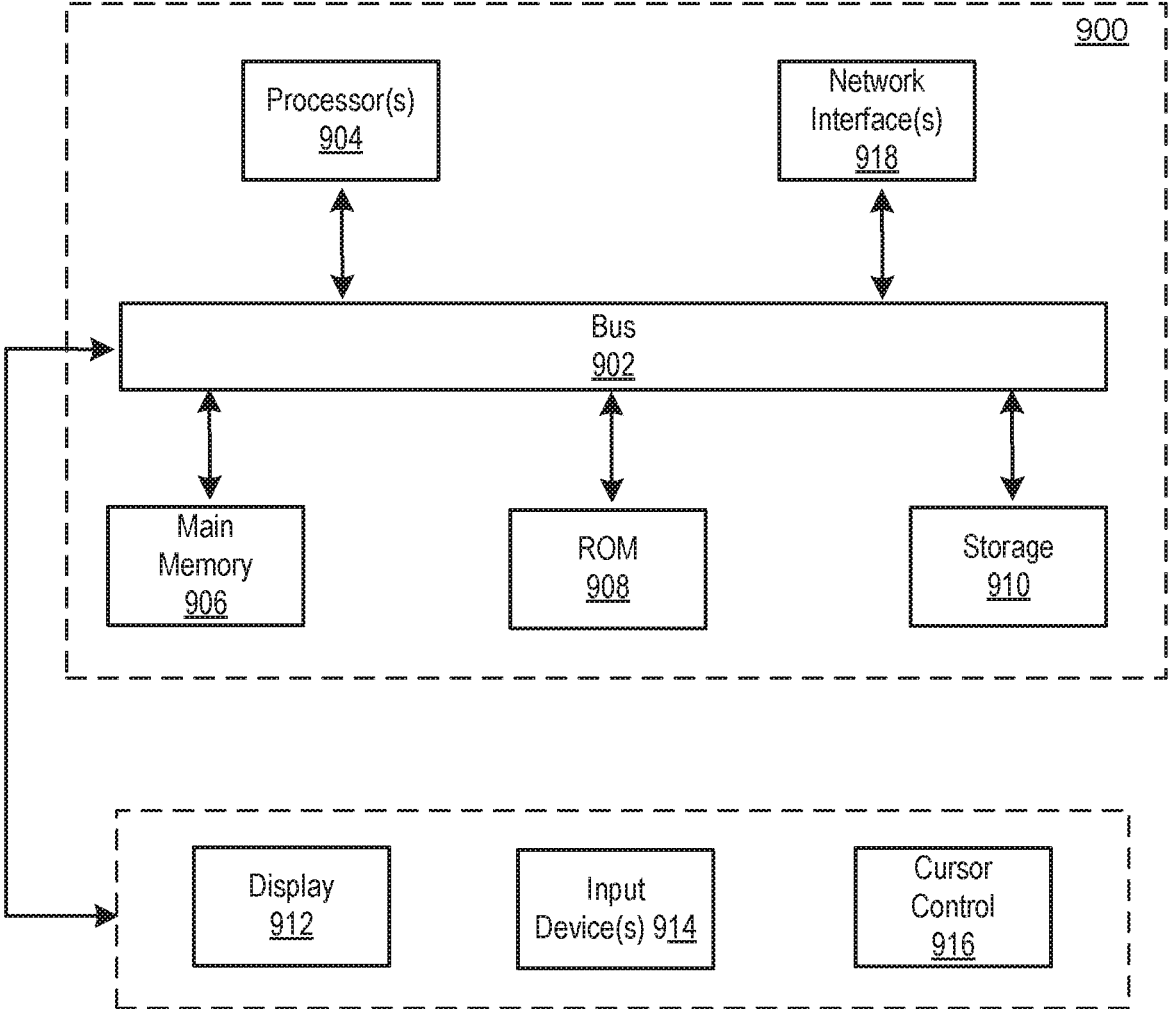 900
Processor(s)
904
Network
Interface(s)
918
Bus
902
Main
Memory
906
ROM
908
Storage
910
Display
912
Input
Device(s) 914
Cursor
Control
916